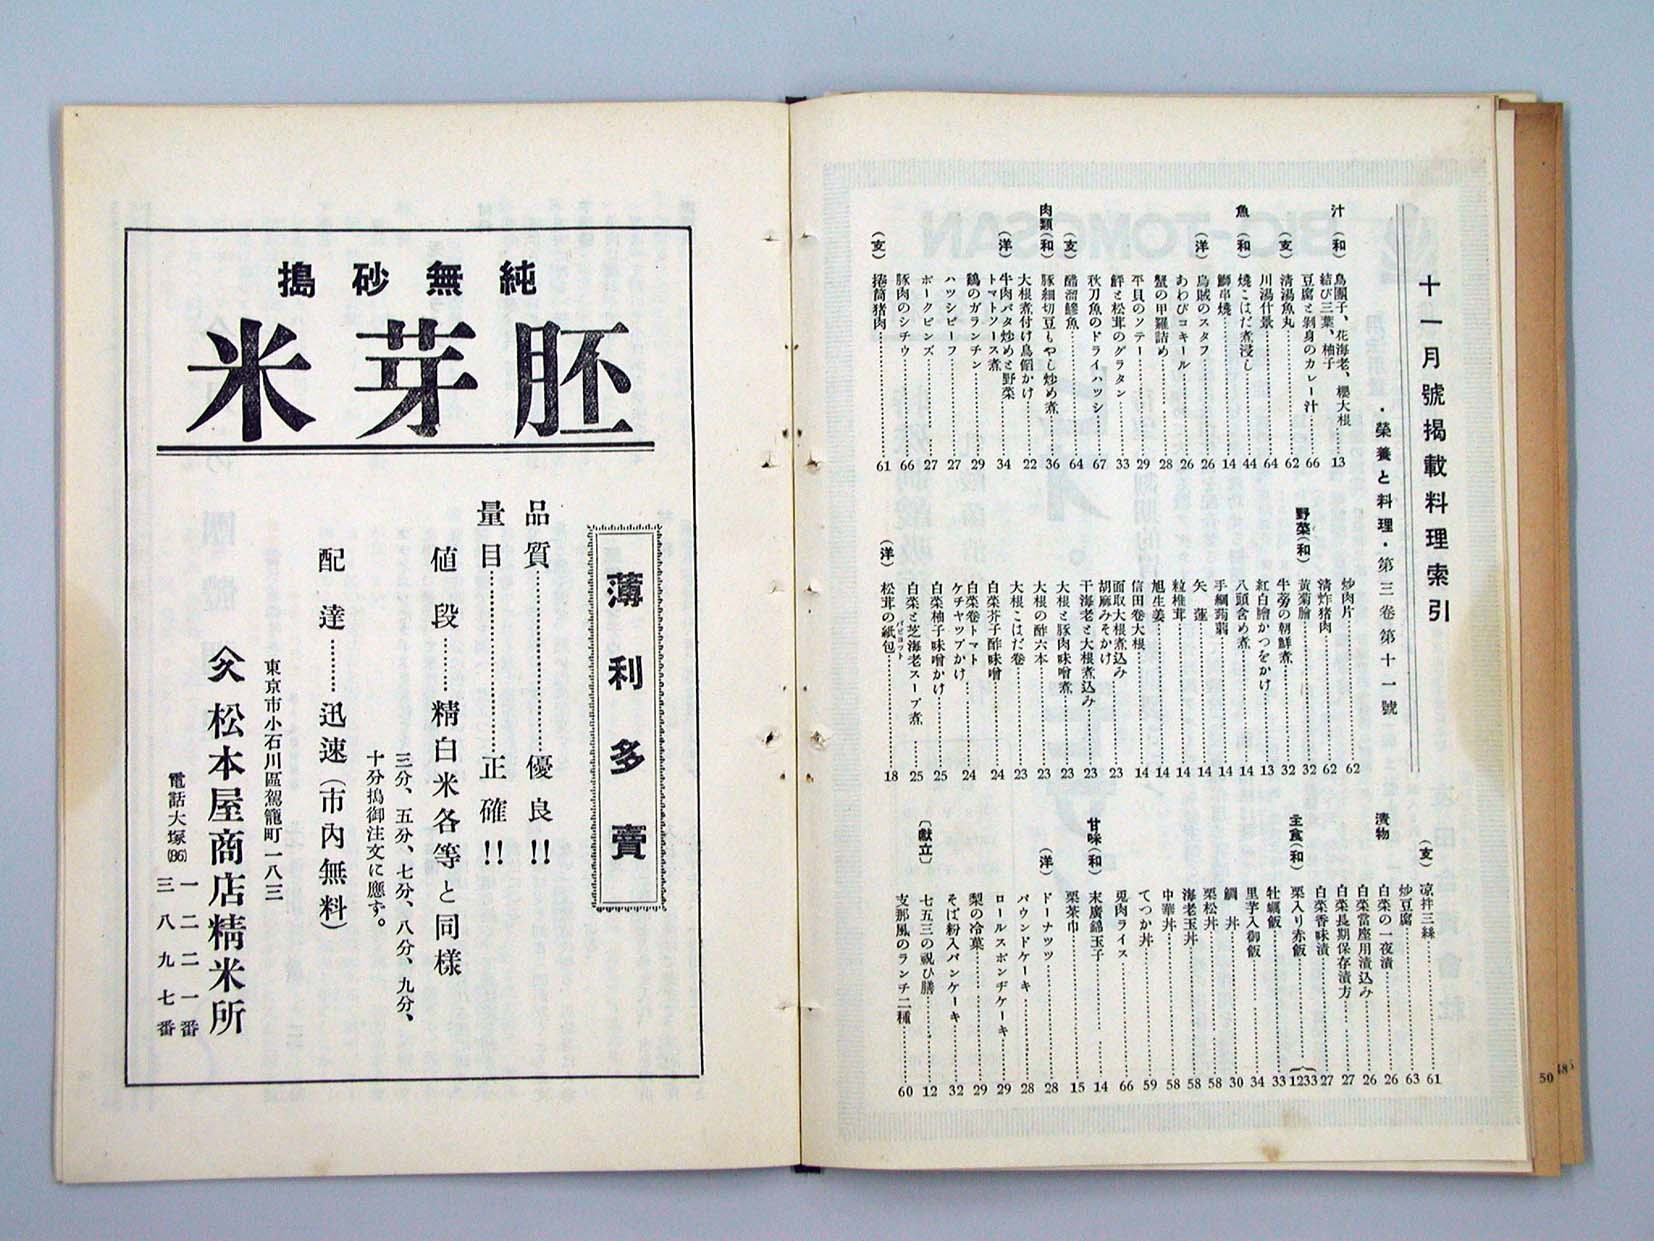 十一月號掲載料理索引
・榮養と料理・第三卷第十一號
汁(和)鳥團子、花海老、櫻大根
結び三葉、柚子……13
豆腐と剝身のカレー汁……66
(支)清湯魚丸……62
川湯什景……64
魚(和)燒こはだ煮浸し……44
鰤串燒……14
(洋)烏賊のスタフ……26
あわびコキール……26
蟹の甲羅詰め……28
平貝のソテー……29
鮃と松茸のグラタン……33
秋刀魚のドライハッシ……67
(支)醋溜鯵魚……64
肉類(和)豚細切豆もやし炒め煮……36
大根煮付け鳥餡かけ……22
(洋)牛肉バタ炒めと野菜
トマトソース煮……34
鷄のガランチン……29
ハッシビーフ……27
ポークビンズ……27
豚肉のシチウ……66
(支)捲筒猪肉……61
炒肉片……62
清炸猪肉……62
野菜(和)黃菊膾……32
牛蒡の朝鮮煮……32
紅白膾かつをかけ……13
八頭含め煮……14
手綱蒟蒻……14
矢蓮……14
粒椎茸……14
旭生姜……14
信田卷大根……14
面取大根煮込み
胡麻みそかけ……23
干海老と大根煮込み……23
大根と豚肉味噌煮……23
大根の酢六本……23
大根こはだ卷……23
白菜芥子酢味噌……24
白菜卷トマト
ケチヤップかけ……24
白菜柚子味噌かけ……25
白菜と芝海老スープ煮……25
(洋)松茸の紙包パピヨット……18
(支)凉拌三絲……61
炒豆腐……63
漬物 白菜の一夜漬……26
白菜當座用漬込み……26
白菜長期保存漬方……27
白菜香味漬……27
主食(和)栗入り赤飯……12 33
牡蠣飯……33
里芋入御飯……34
鯛丼……30
栗松丼……58
海老玉丼……58
中華丼……58
てつか丼……59
兎肉ライス……66
甘味(和)末廣錦玉子……14
栗茶巾……15
(洋)ドーナッツ……28
パウンドケーキ……28
ロールスポンヂケーキ……29
梨の冷菓……29
そば粉入パンケーキ……32
〔獻立〕七五三の祝ひ膳……12
支那風のランチ二種……60
50
純無砂搗
胚芽米
薄利多賣
品質……優良!!
量目……正確!!
値段……精白米各等と同樣
三分、五分、七分、八分、九分、
十分搗御注文に應ず。
配達……迅速(市內無料)
東京市小石川區駕籠町一八三
久 松本屋商店精米所
電話大塚(86)一二二一番
三八九七番